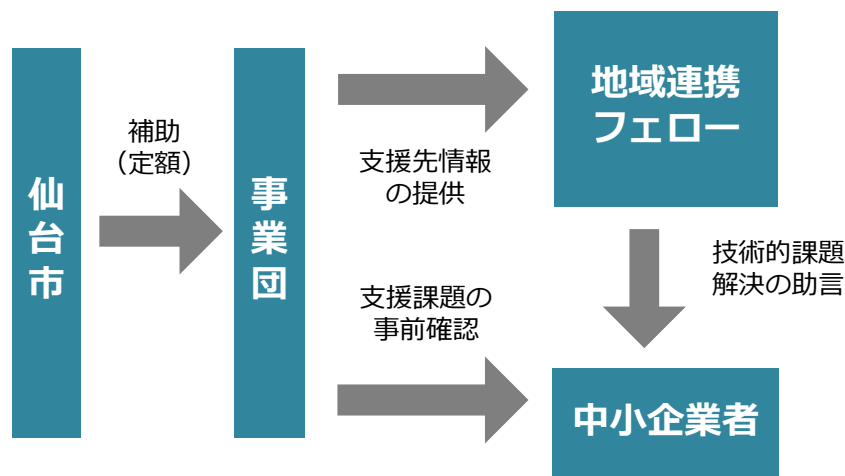 仙台市
補助
（定額）
事業団
支援先情報
の提供
支援課題の
事前確認
地域連携
フェロー
技術的課題
解決の助言
中小企業者